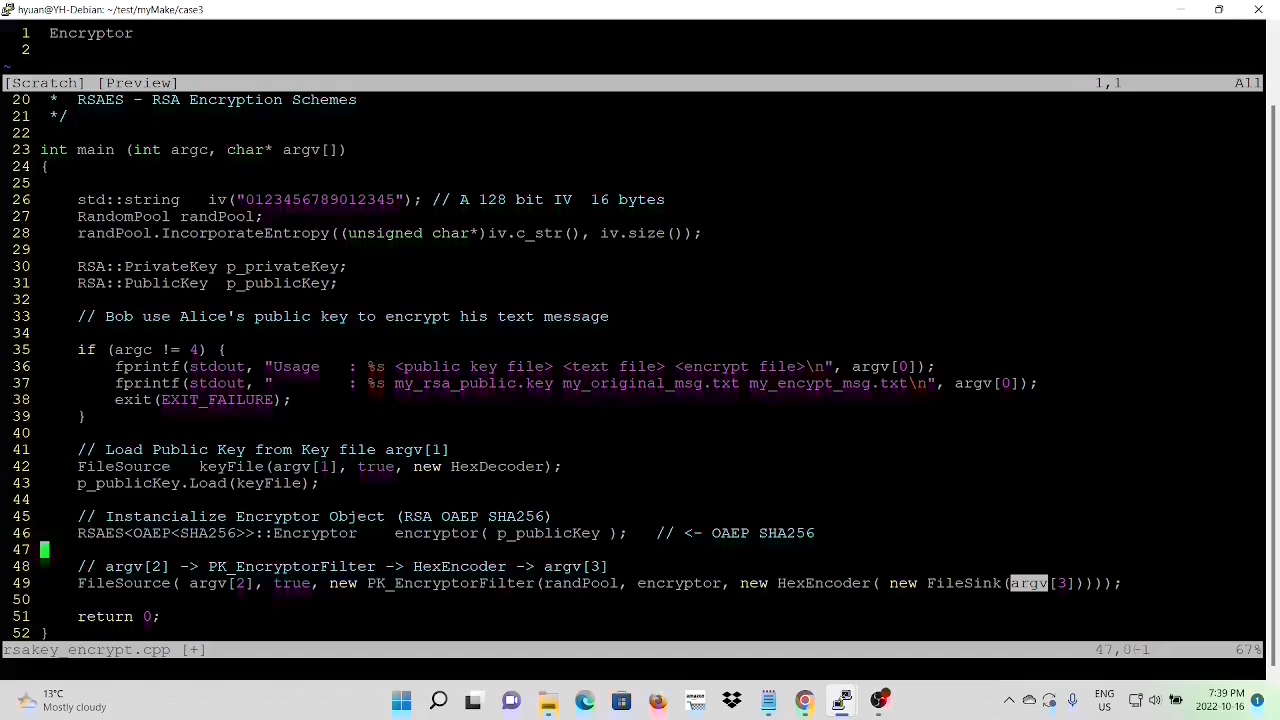 hyuan@YH-Debian: ~/test/myMake/case3
1 Encryptor
2
~
[Scratch] [Preview] 1,1 All
20 * RSAES - RSA Encryption Schemes
21 */
22
23 int main (int argc, char* argv[])
24 {
25
26 std::string iv("0123456789012345"); // A 128 bit IV 16 bytes
27 RandomPool randPool;
28 randPool.IncorporateEntropy((unsigned char*)iv.c_str(), iv.size());
29
30 RSA::PrivateKey p_privateKey;
31 RSA::PublicKey p_publicKey;
32
33 // Bob use Alice's public key to encrypt his text message
34
35 if (argc != 4) {
36 fprintf(stdout, "Usage : %s <public key file> <text file> <encrypt file>\n", argv[0]);
37 fprintf(stdout, " : %s my_rsa_public.key my_original_msg.txt my_encypt_msg.txt\n", argv[0]);
38 exit(EXIT_FAILURE);
39 }
40
41 // Load Public Key from Key file argv[1]
42 FileSource keyFile(argv[1], true, new HexDecoder);
43 p_publicKey.Load(keyFile);
44
45 // Instancialize Encryptor Object (RSA OAEP SHA256)
46 RSAES<OAEP<SHA256>>::Encryptor encryptor( p_publicKey ); // <- OAEP SHA256
47
48 // argv[2] -> PK_EncryptorFilter -> HexEncoder -> argv[3]
49 FileSource( argv[2], true, new PK_EncryptorFilter(randPool, encryptor, new HexEncoder( new FileSink(argv[3]))));
50
51 return 0;
52 }
rsakey_encrypt.cpp [+] 47,0-1 67%
13°C
Mostly cloudy
amazon
ENG
US
7:39 PM
2022-10-16
1